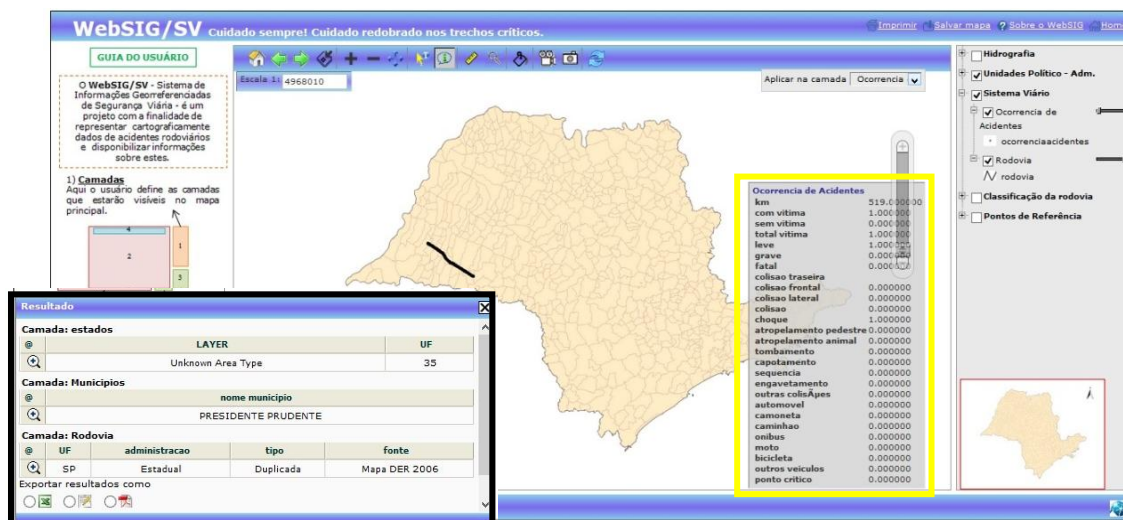 WebSIG/SV Cuidado sempre! Cuidado redobrado nos trechos críticos.
Imprimir Salvar mapa Sobre o WebSIG Home
GUIA DO USUÁRIO
O WebSIG/SV - Sistema de
Informações Georreferenciadas
de Segurança Viária - é um
projeto com a finalidade de
representar cartograficamente
dados de acidentes rodoviários
e disponibilizar informações
sobre estes.
1) Camadas
Aqui o usuário define as camadas
que estarão visíveis no mapa
principal.
4
2
1
3
Escala 1: 4968010
Aplicar na camada Ocorrencia
Ocorrencia de Acidentes
km 519.000000
com vitima 1.000000
sem vitima 0.000000
total vitima 1.000000
leve 1.000000
grave 0.000000
fatal 0.000000
colisao traseira
colisao frontal 0.000000
colisao lateral 0.000000
colisao 0.000000
choque 1.000000
atropelamento pedestre 0.000000
atropelamento animal 0.000000
tombamento 0.000000
capotamento 0.000000
sequencia 0.000000
engavetamento 0.000000
outras colisÃµes 0.000000
automovel 0.000000
camoneta 0.000000
caminhao 0.000000
onibus 0.000000
moto 0.000000
bicicleta 0.000000
outros veiculos 0.000000
ponto critico 0.000000
Hidrografia
Unidades Político - Adm.
Sistema Viário
Ocorrencia de
Acidentes
ocorrenciaacidentes
Rodovia
rodovia
Classificação da rodovia
Pontos de Referência
Resultado
Camada: estados
@ LAYER UF
Unknown Area Type 35
Camada: Municipios
@ nome municipio
PRESIDENTE PRUDENTE
Camada: Rodovia
@ UF administracao tipo fonte
SP Estadual Duplicada Mapa DER 2006
Exportar resultados como